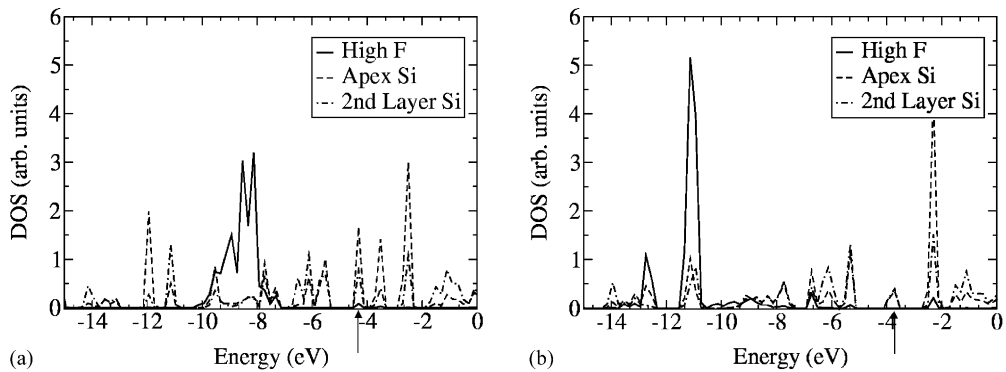 6
5
4
3
2
1
0
DOS (arb. units)
High F
Apex Si
2nd Layer Si
-14 -12 -10 -8 -6 -4 -2 0
Energy (eV)
(a)
6
5
4
3
2
1
0
DOS (arb. units)
High F
Apex Si
2nd Layer Si
-14 -12 -10 -8 -6 -4 -2 0
Energy (eV)
(b)